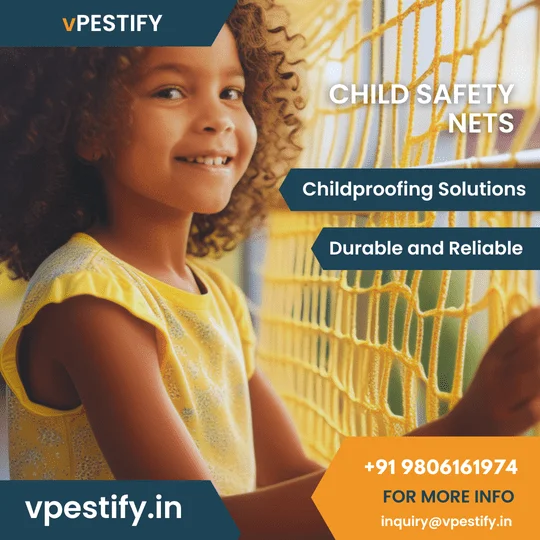 vPESTIFY
CHILD SAFETY
NETS
Childproofing Solutions
Durable and Reliable
+91 9806161974
FOR MORE INFO
inquiry@vpestify.in
vpestify.in